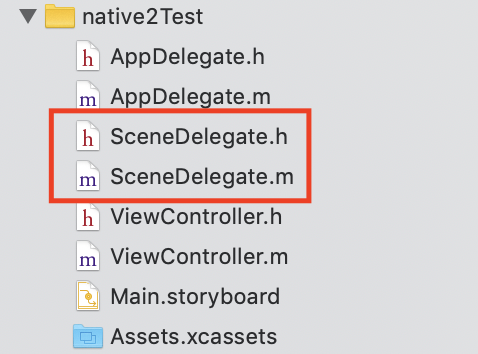 native2Test
h AppDelegate.h
m AppDelegate.m
h SceneDelegate.h
m SceneDelegate.m
h ViewController.h
m ViewController.m
Main.storyboard
Assets.xcassets